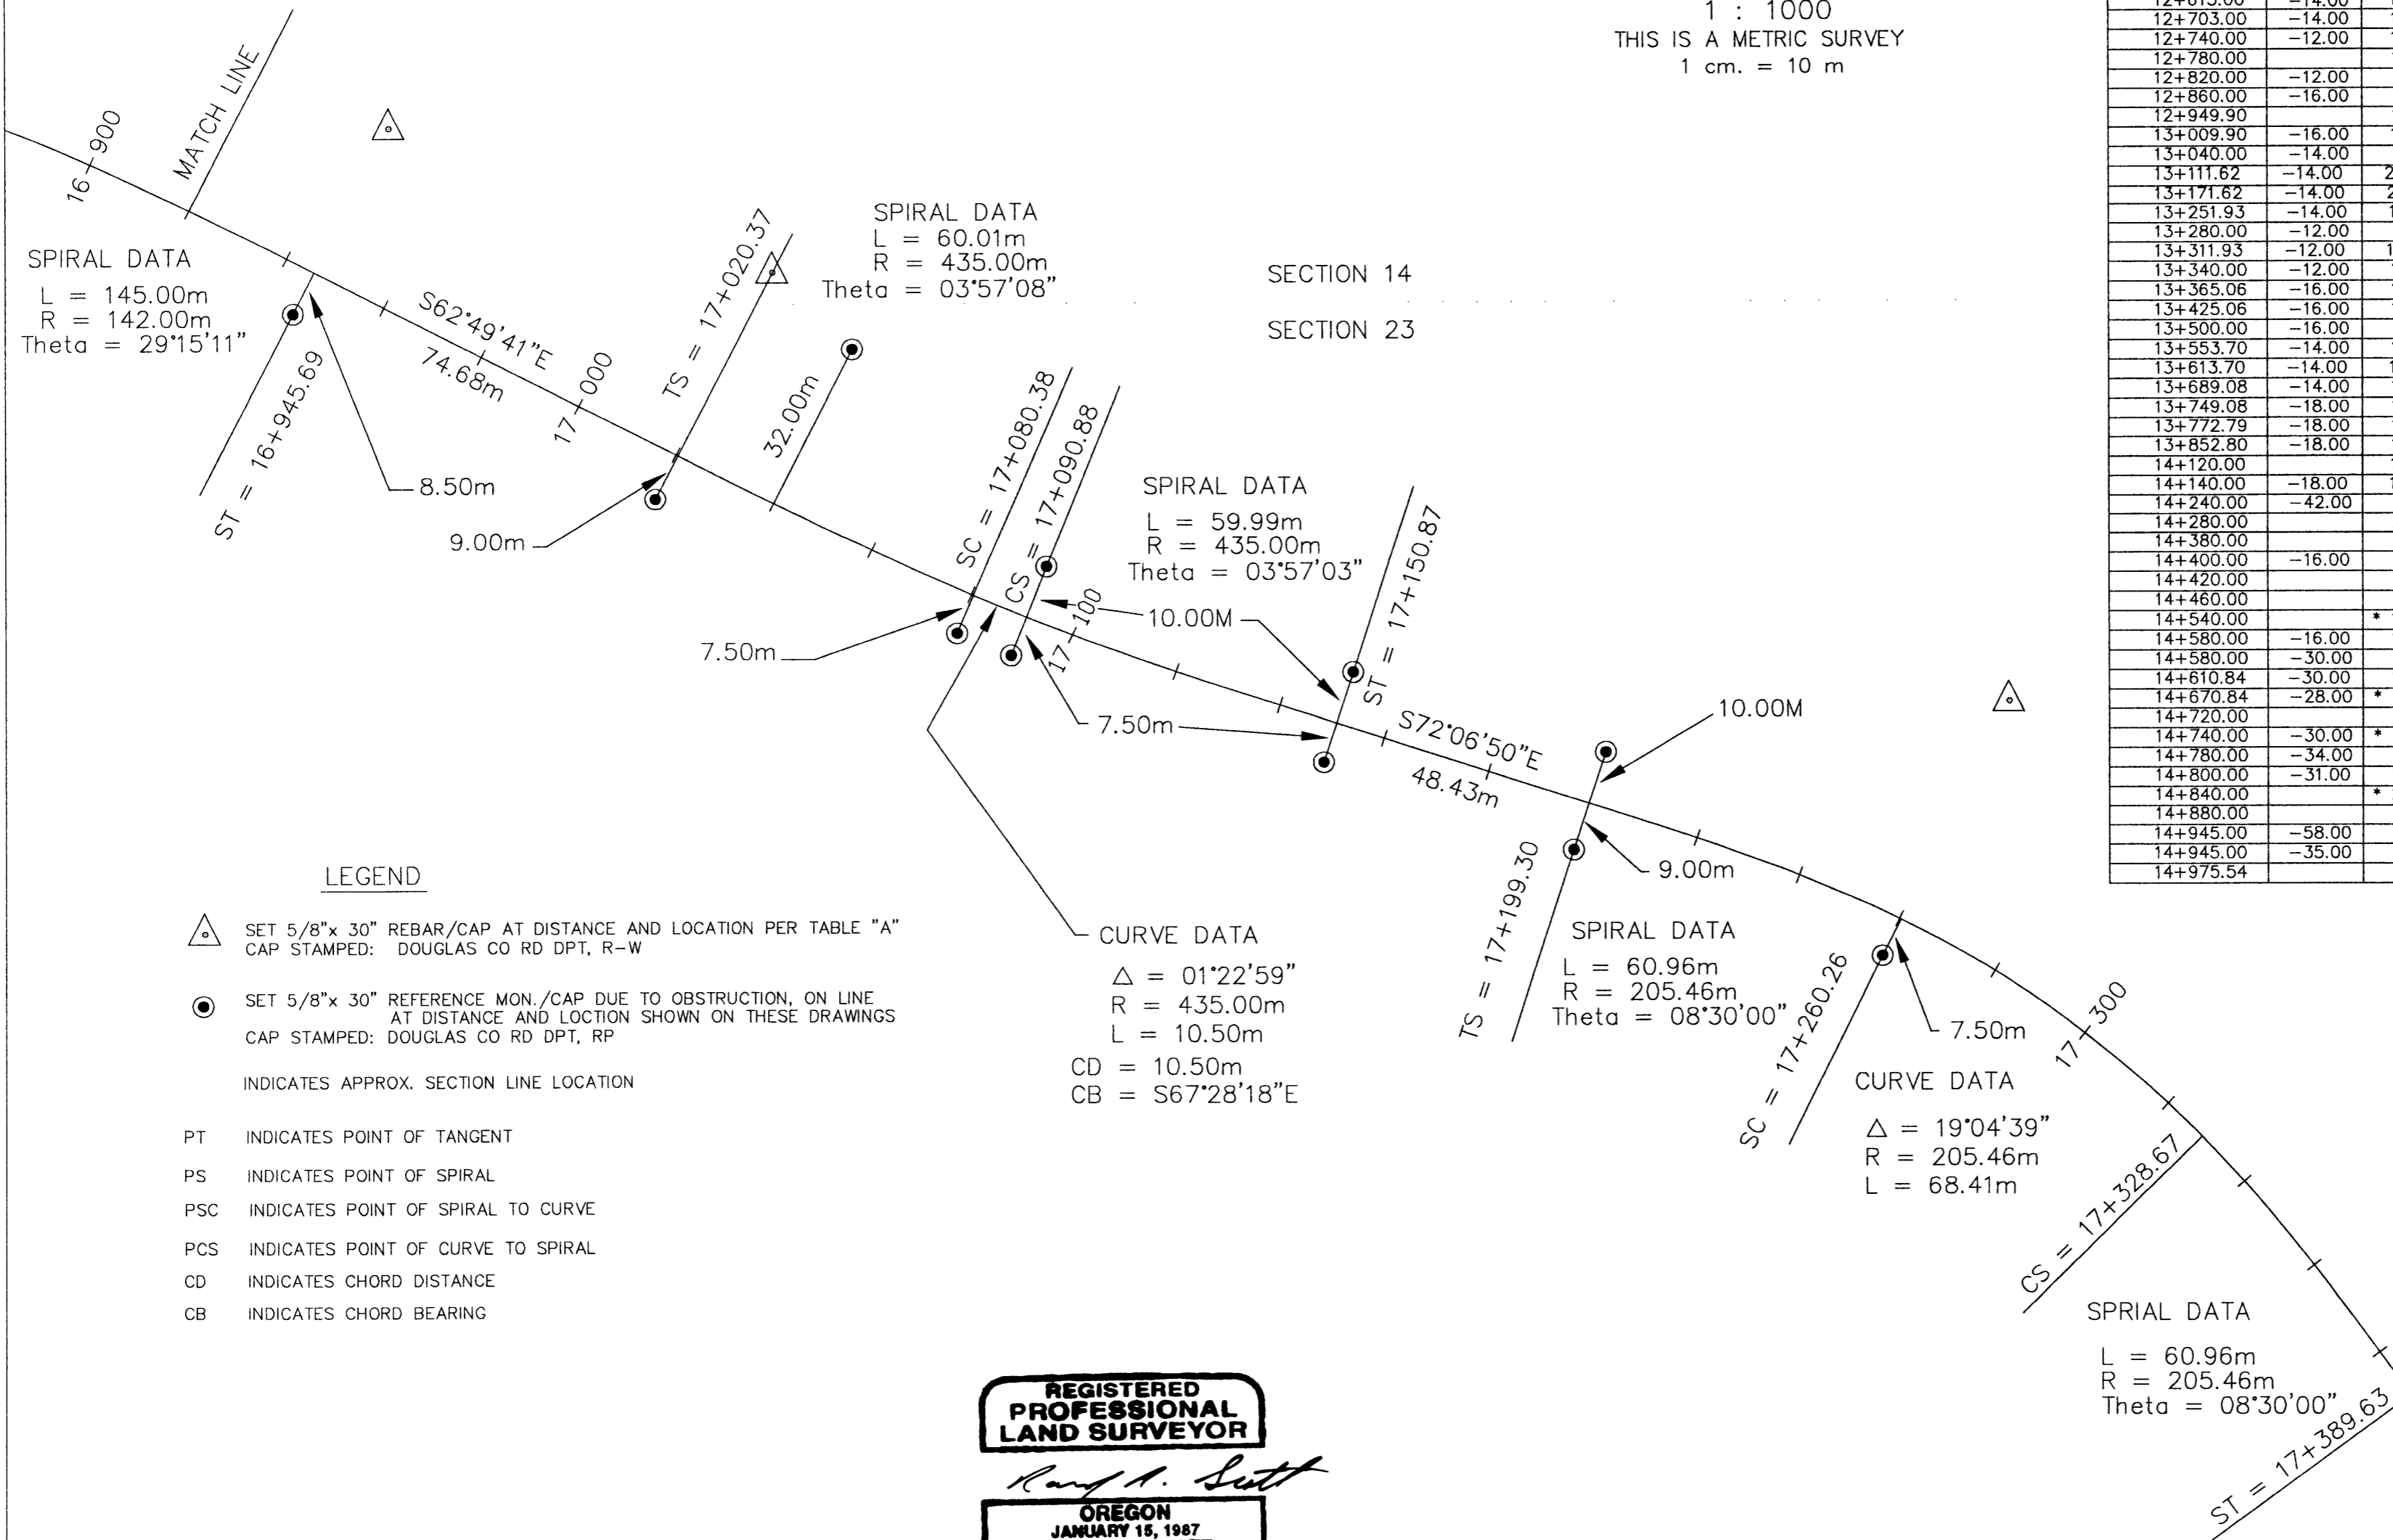 1 : 1000
THIS IS A METRIC SURVEY
1 cm. = 10 m
MATCH LINE
16 900
SPIRAL DATA
L = 145.00m
R = 142.00m
Theta = 29°15'11"
ST = 16+945.69
8.50m
S62°49'41"E
74.68m
17 000
TS = 17+020.37
9.00m
32.00m
SPIRAL DATA
L = 60.01m
R = 435.00m
Theta = 03°57'08"
SECTION 14
SECTION 23
SC = 17+080.38
CS = 17+090.88
7.50m
17 100
7.50m
10.00M
SPIRAL DATA
L = 59.99m
R = 435.00m
Theta = 03°57'03"
ST = 17+150.87
S72°06'50"E
48.43m
10.00M
9.00m
TS = 17+199.30
CURVE DATA
△ = 01°22'59"
R = 435.00m
L = 10.50m
CD = 10.50m
CB = S67°28'18"E
SPIRAL DATA
L = 60.96m
R = 205.46m
Theta = 08°30'00"
SC = 17+260.26
7.50m
17 300
CURVE DATA
△ = 19°04'39"
R = 205.46m
L = 68.41m
CS = 17+328.67
SPRIAL DATA
L = 60.96m
R = 205.46m
Theta = 08°30'00"
ST = 17+389.63
LEGEND
SET 5/8"x 30" REBAR/CAP AT DISTANCE AND LOCATION PER TABLE "A"
CAP STAMPED: DOUGLAS CO RD DPT, R-W
SET 5/8"x 30" REFERENCE MON./CAP DUE TO OBSTRUCTION, ON LINE
AT DISTANCE AND LOCTION SHOWN ON THESE DRAWINGS
CAP STAMPED: DOUGLAS CO RD DPT, RP
INDICATES APPROX. SECTION LINE LOCATION
PT INDICATES POINT OF TANGENT
PS INDICATES POINT OF SPIRAL
PSC INDICATES POINT OF SPIRAL TO CURVE
PCS INDICATES POINT OF CURVE TO SPIRAL
CD INDICATES CHORD DISTANCE
CB INDICATES CHORD BEARING
REGISTERED
PROFESSIONAL
LAND SURVEYOR
OREGON
JANUARY 15, 1987
12+703.00 -14.00
12+740.00 -12.00
12+780.00
12+820.00 -12.00
12+860.00 -16.00
12+949.90
13+009.90 -16.00
13+040.00 -14.00
13+111.62 -14.00 2
13+171.62 -14.00 2
13+251.93 -14.00 1
13+280.00 -12.00
13+311.93 -12.00 1
13+340.00 -12.00
13+365.06 -16.00
13+425.06 -16.00
13+500.00 -16.00
13+553.70 -14.00
13+613.70 -14.00 1
13+689.08 -14.00
13+749.08 -18.00
13+772.79 -18.00
13+852.80 -18.00
14+120.00
14+140.00 -18.00 1
14+240.00 -42.00
14+280.00
14+380.00
14+400.00 -16.00
14+420.00
14+460.00
14+540.00 *
14+580.00 -16.00
14+580.00 -30.00
14+610.84 -30.00
14+670.84 -28.00 *
14+720.00
14+740.00 -30.00 *
14+780.00 -34.00
14+800.00 -31.00
14+840.00 *
14+880.00
14+945.00 -58.00
14+945.00 -35.00
14+975.54